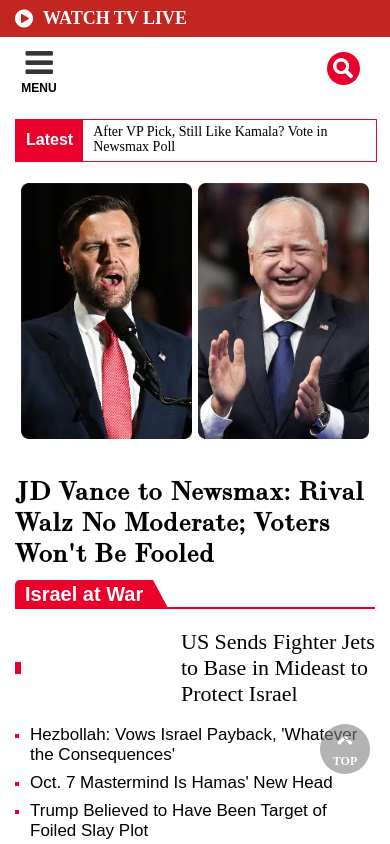 WATCH TV LIVE
MENU
Latest
After VP Pick, Still Like Kamala? Vote in
Newsmax Poll
JD Vance to Newsmax: Rival
Walz No Moderate; Voters
Won't Be Fooled
Israel at War
US Sends Fighter Jets
to Base in Mideast to
Protect Israel
Hezbollah: Vows Israel Payback, 'Whatever
the Consequences'
TOP
Oct. 7 Mastermind Is Hamas' New Head
Trump Believed to Have Been Target of
Foiled Slay Plot